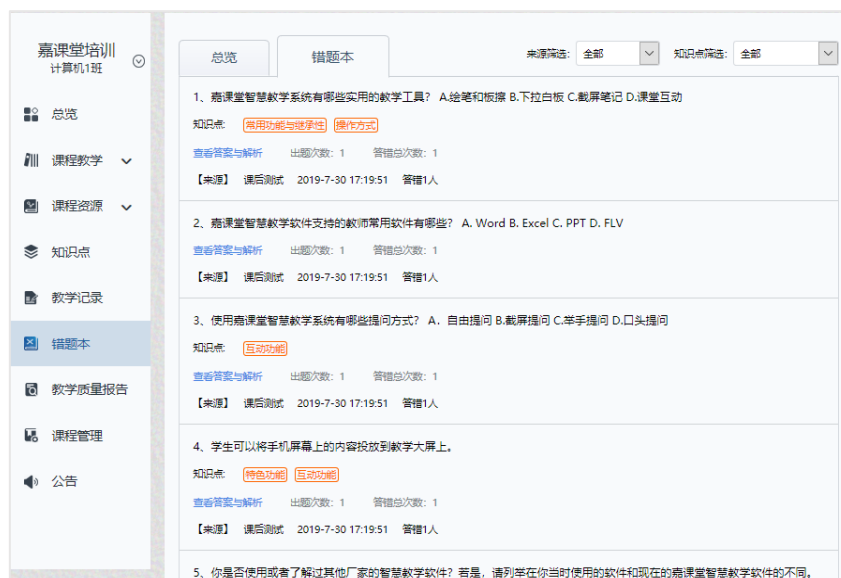 嘉课堂培训
计算机1班
总览
课程教学
课程资源
知识点
教学记录
错题本
教学质量报告
课程管理
公告
总览 错题本 来源筛选: 全部 知识点筛选: 全部
1、嘉课堂智慧教学系统有哪些实用的教学工具? A.绘笔和板擦 B.下拉白板 C.截屏笔记 D.课堂互动
知识点: 常用功能与继承性 操作方式
查看答案与解析 出题次数: 1 答错总次数: 1
【来源】 课后测试 2019-7-30 17:19:51 答错1人
2、嘉课堂智慧教学软件支持的教师常用软件有哪些? A. Word B. Excel C. PPT D. FLV
查看答案与解析 出题次数: 1 答错总次数: 1
【来源】 课后测试 2019-7-30 17:19:51 答错1人
3、使用嘉课堂智慧教学系统有哪些提问方式? A. 自由提问 B.截屏提问 C.举手提问 D.口头提问
知识点: 互动功能
查看答案与解析 出题次数: 1 答错总次数: 1
【来源】 课后测试 2019-7-30 17:19:51 答错1人
4、学生可以将手机屏幕上的内容投放到教学大屏上。
知识点: 特色功能 互动功能
查看答案与解析 出题次数: 1 答错总次数: 1
【来源】 课后测试 2019-7-30 17:19:51 答错1人
5、你是否使用或者了解过其他厂家的智慧教学软件? 若是, 请列举在你当时使用的软件和现在的嘉课堂智慧教学软件的不同。